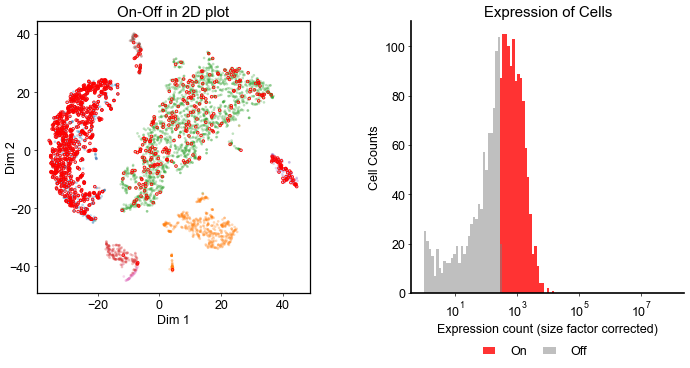 On-Off in 2D plot
40
20
0
−20
−40
Dim 2
−20
0
20
40
Dim 1
Expression of Cells
100
80
60
40
20
0
Cell Counts
10^1
10^3
10^5
10^7
Expression count (size factor corrected)
On
Off